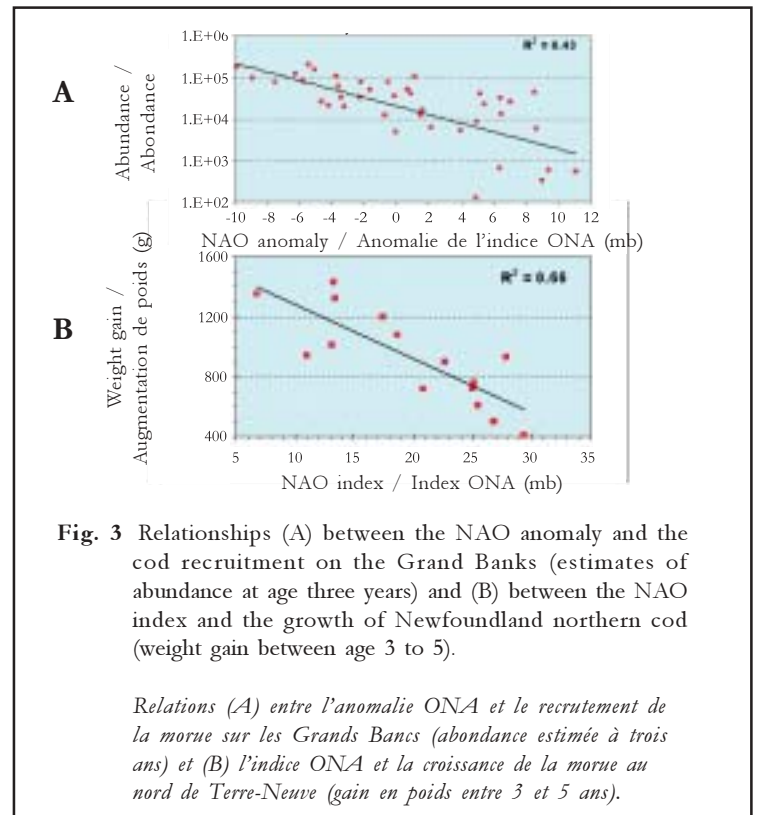 A
Abundance /
Abondance
1.E+06
1.E+05
1.E+04
1.E+03
1.E+02
R² = 0.43
-10 -8 -6 -4 -2 0 2 4 6 8 10 12
NAO anomaly / Anomalie de l'indice ONA (mb)
B
Weight gain /
Augmentation de poids (g)
1600
1200
800
400
R² = 0.66
5 10 15 20 25 30 35
NAO index / Index ONA (mb)
Fig. 3 Relationships (A) between the NAO anomaly and the
cod recruitment on the Grand Banks (estimates of
abundance at age three years) and (B) between the NAO
index and the growth of Newfoundland northern cod
(weight gain between age 3 to 5).
Relations (A) entre l'anomalie ONA et le recrutement de
la morue sur les Grands Bancs (abondance estimée à trois
ans) et (B) l'indice ONA et la croissance de la morue au
nord de Terre-Neuve (gain en poids entre 3 et 5 ans).